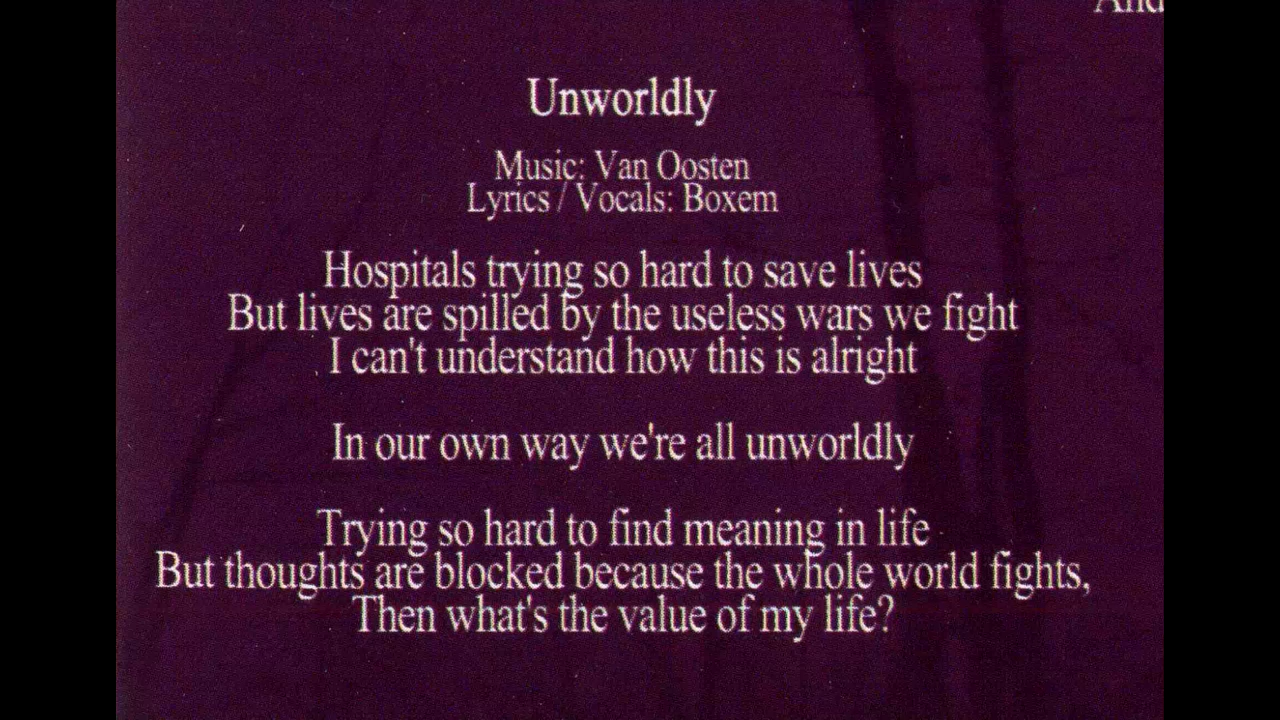 And
Unworldly
Music: Van Oosten
Lyrics / Vocals: Boxem
Hospitals trying so hard to save lives
But lives are spilled by the useless wars we fight
I can't understand how this is alright
In our own way we're all unworldly
Trying so hard to find meaning in life
But thoughts are blocked because the whole world fights,
Then what's the value of my life?